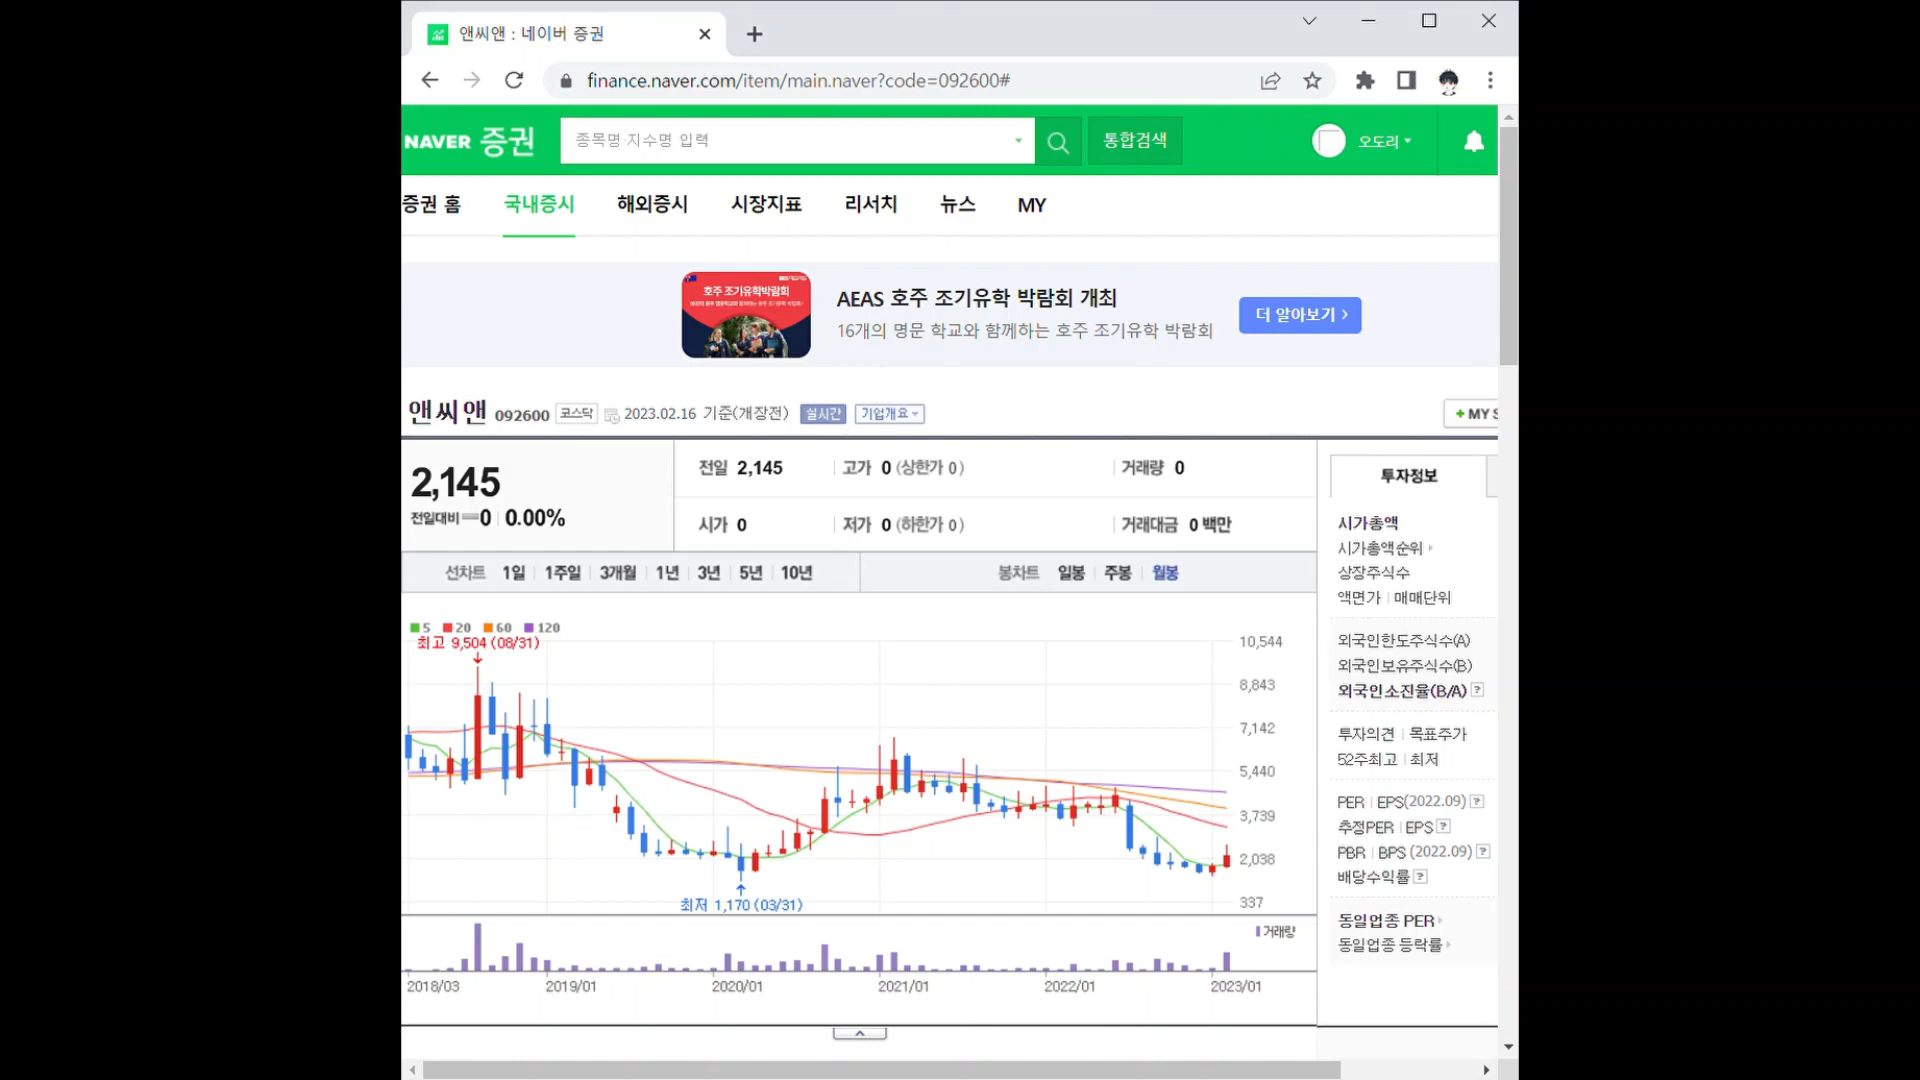 앤씨앤 : 네이버 증권
finance.naver.com/item/main.naver?code=092600#
NAVER 증권
종목명·지수명 입력
통합검색
오도리
증권 홈 국내증시 해외증시 시장지표 리서치 뉴스 MY
호주 조기유학박람회
AEAS 호주 조기유학 박람회 개최
16개의 명문 학교와 함께하는 호주 조기유학 박람회
더 알아보기 >
앤씨앤 092600 코스닥 2023.02.16 기준(개장전) 실시간 기업개요
+ MY S
2,145
전일대비 0 | 0.00%
전일 2,145 고가 0 (상한가 0) 거래량 0
시가 0 저가 0 (하한가 0) 거래대금 0 백만
선차트 1일 1주일 3개월 1년 3년 5년 10년
봉차트 일봉 주봉 월봉
5 20 60 120
최고 9,504 (08/31)
10,544
8,843
7,142
5,440
3,739
2,038
337
최저 1,170 (03/31)
거래량
2018/03 2019/01 2020/01 2021/01 2022/01 2023/01
투자정보
시가총액
시가총액순위
상장주식수
액면가 | 매매단위
외국인한도주식수(A)
외국인보유주식수(B)
외국인소진율(B/A) ?
투자의견 | 목표주가
52주최고 | 최저
PER | EPS(2022.09) ?
추정PER | EPS ?
PBR | BPS (2022.09) ?
배당수익률 ?
동일업종 PER
동일업종 등락률